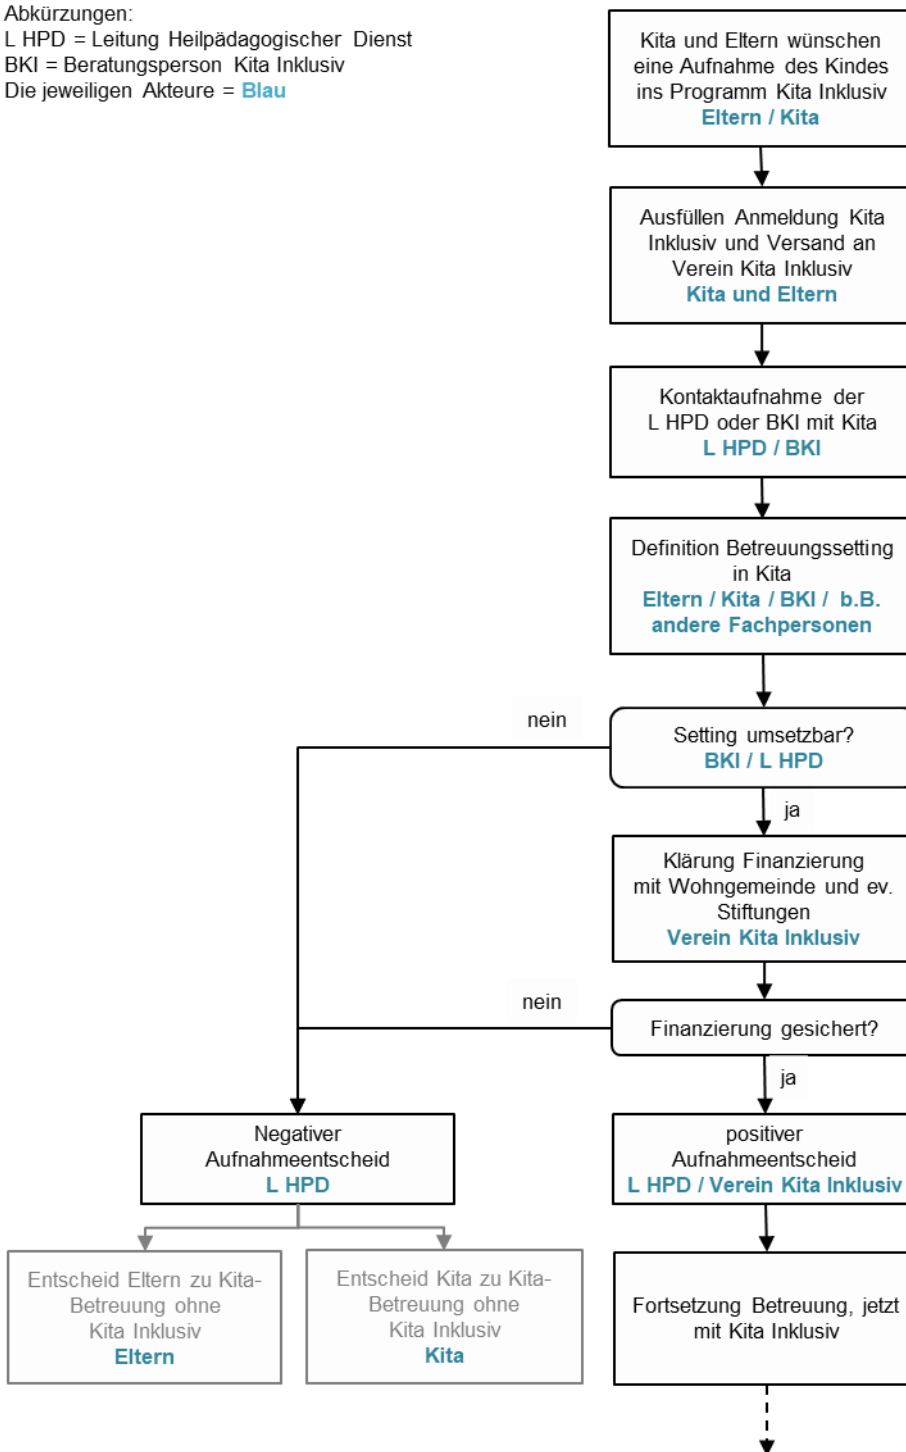 Abkürzungen:
L HPD = Leitung Heilpädagogischer Dienst
BKI = Beratungsperson Kita Inklusiv
Die jeweiligen Akteure = Blau
Kita und Eltern wünschen
eine Aufnahme des Kindes
ins Programm Kita Inklusiv
Eltern / Kita
Ausfüllen Anmeldung Kita
Inklusiv und Versand an
Verein Kita Inklusiv
Kita und Eltern
Kontaktaufnahme der
L HPD oder BKI mit Kita
L HPD / BKI
Definition Betreuungssetting
in Kita
Eltern / Kita / BKI / b.B.
andere Fachpersonen
nein
Setting umsetzbar?
BKI / L HPD
ja
Klärung Finanzierung
mit Wohngemeinde und ev.
Stiftungen
Verein Kita Inklusiv
nein
Finanzierung gesichert?
ja
Negativer
Aufnahmeentscheid
L HPD
positiver
Aufnahmeentscheid
L HPD / Verein Kita Inklusiv
Entscheid Eltern zu Kita-
Betreuung ohne
Kita Inklusiv
Eltern
Entscheid Kita zu Kita-
Betreuung ohne
Kita Inklusiv
Kita
Fortsetzung Betreuung, jetzt
mit Kita Inklusiv